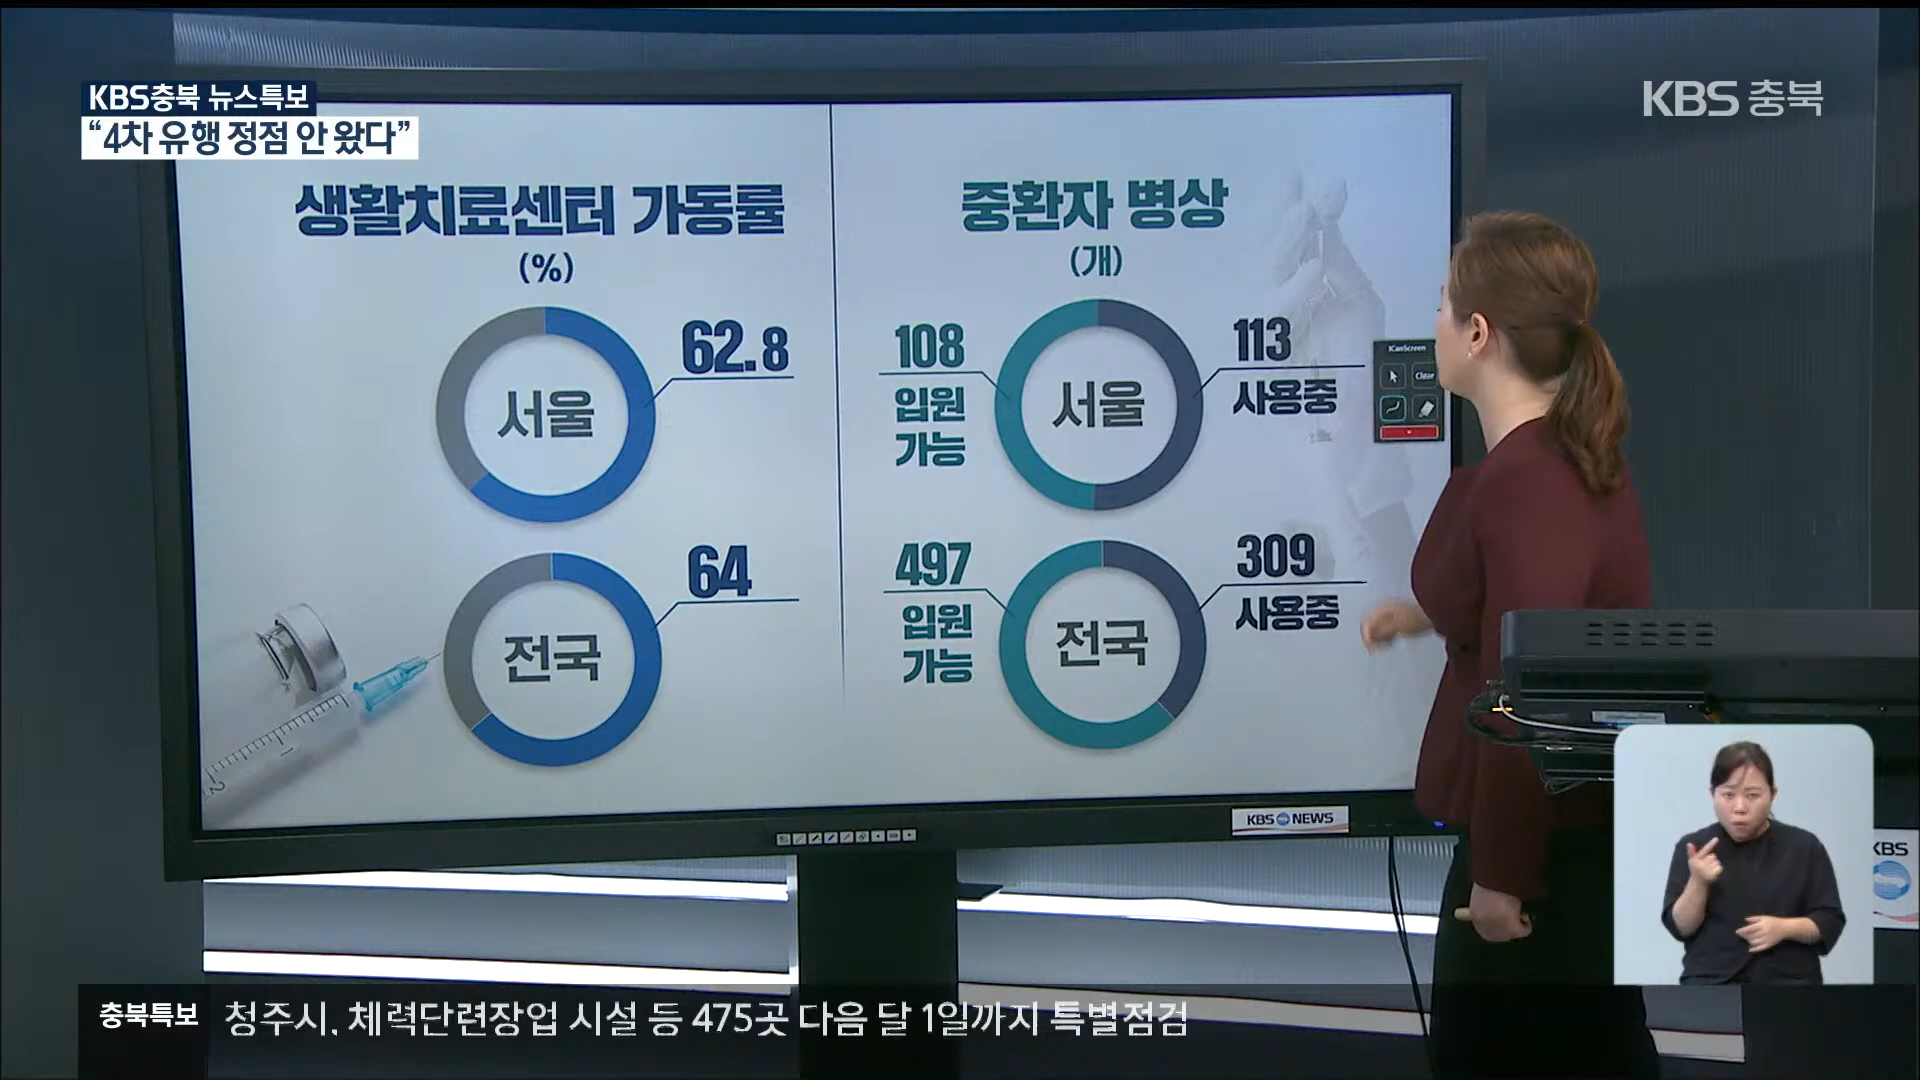 KBS충북 뉴스특보
“4차 유행 정점 안 왔다”
KBS 충북
생활치료센터 가동률
(%)
서울
62.8
전국
64
중환자 병상
(개)
108
입원
가능
서울
113
사용중
497
입원
가능
전국
309
사용중
iCanScreen
Clear
KBS NEWS
KBS
충북특보 청주시, 체력단련장업 시설 등 475곳 다음 달 1일까지 특별점검